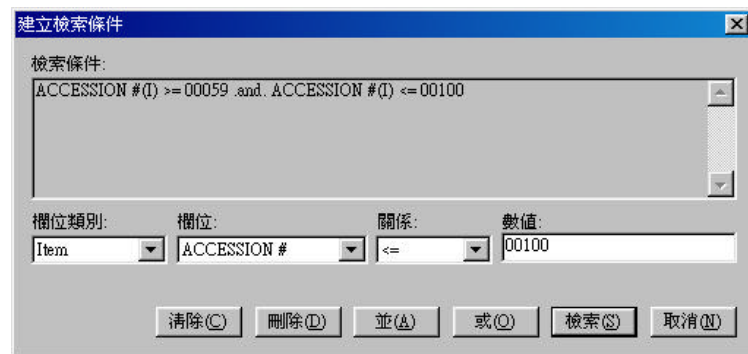 建立檢索條件
檢索條件:
ACCESSION #(I) >= 00059 .and. ACCESSION #(I) <= 00100
欄位類別: 欄位: 關係: 數值:
Item ACCESSION # <= 00100
清除(C) 刪除(D) 並(A) 或(O) 檢索(S) 取消(N)